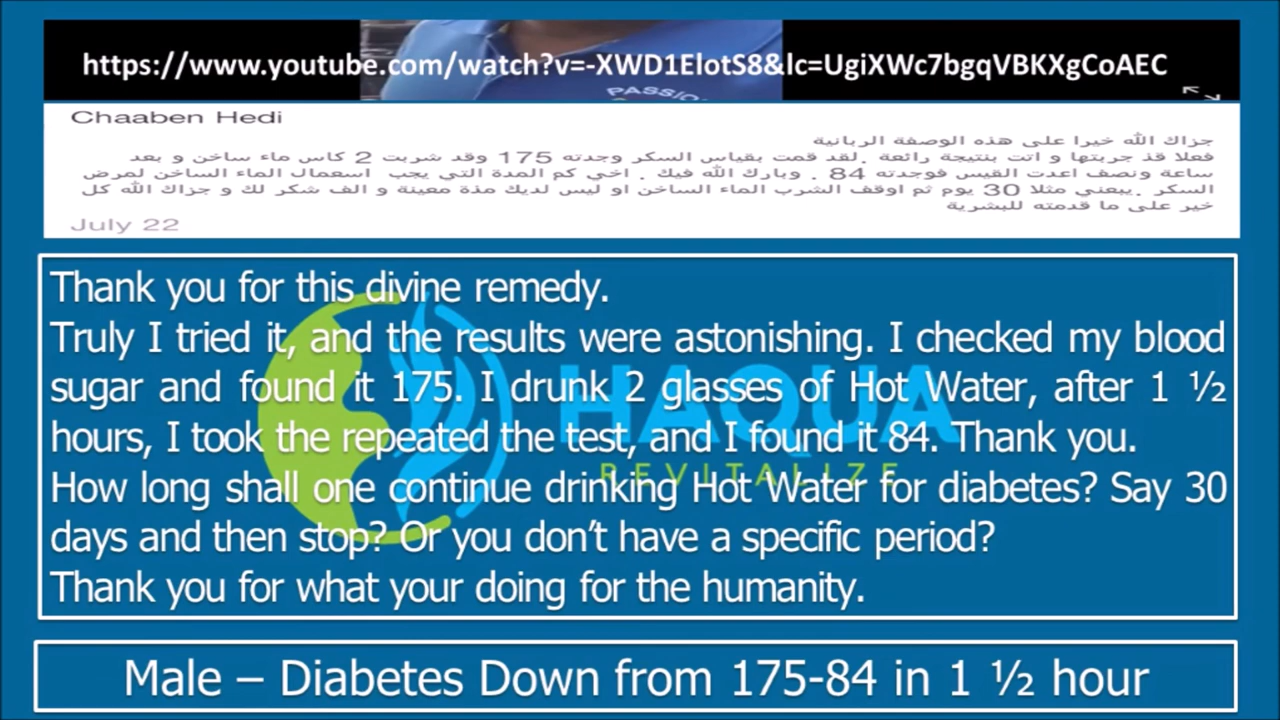 https://www.youtube.com/watch?v=-XWD1ElotS8&lc=UgiXWc7bgqVBKXgCoAEC
PASSION
Chaaben Hedi
جزاك الله خيرا على هذه الوصفة الربانية
فعلا قذ جربتها و اتت بنتيجة رائعة .لقد قمت بقياس السكر وجدته 175 وقد شربت 2 كاس ماء ساخن و بعد
ساعة ونصف اعدت القيس فوجدته 84 . وبارك الله فيك . اخي كم المدة التي يجب اسعمال الماء الساخن لمرض
السكر .يبعني مثلا 30 يوم ثم اوقف الشرب الماء الساخن او ليس لديك مذة معينة و الف شكر لك و جزاك الله كل
خير على ما قدمته للبشرية
July 22
Thank you for this divine remedy.
Truly I tried it, and the results were astonishing. I checked my blood
sugar and found it 175. I drunk 2 glasses of Hot Water, after 1 ½
hours, I took the repeated the test, and I found it 84. Thank you.
How long shall one continue drinking Hot Water for diabetes? Say 30
days and then stop? Or you don’t have a specific period?
Thank you for what your doing for the humanity.
HAQUA
REVITALIZE
Male – Diabetes Down from 175-84 in 1 ½ hour